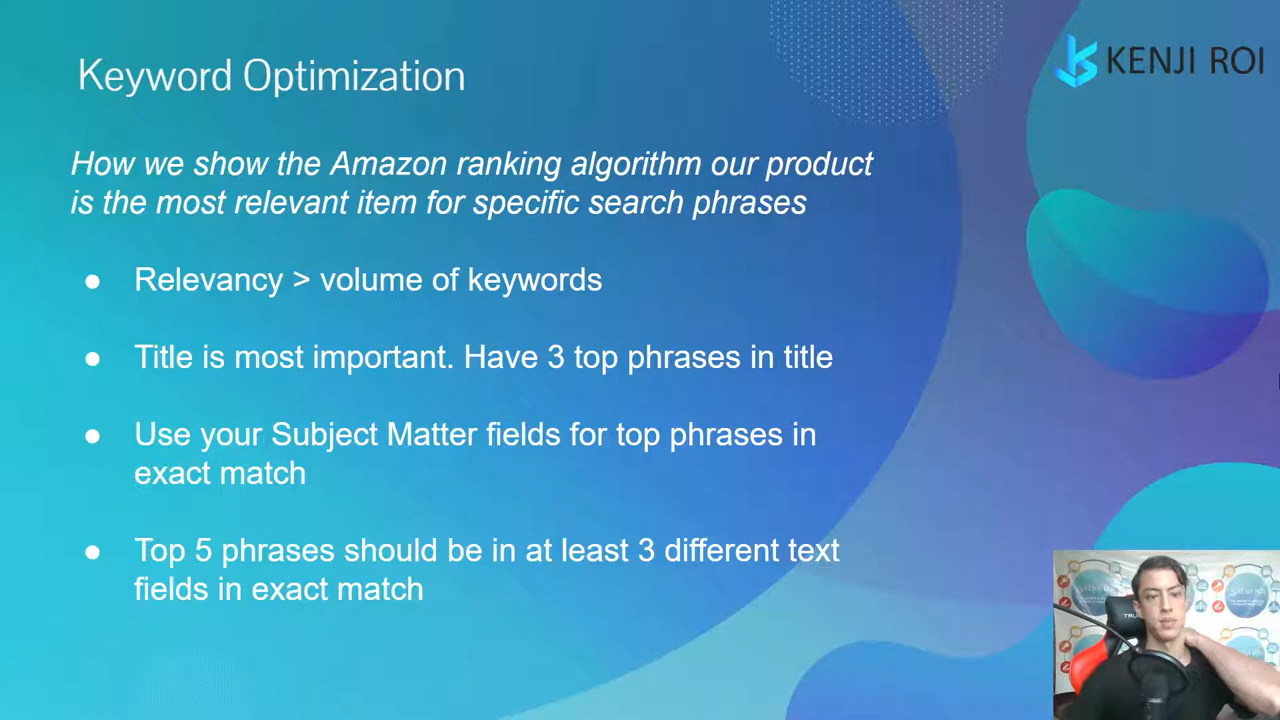 Keyword Optimization
KENJI ROI
How we show the Amazon ranking algorithm our product
is the most relevant item for specific search phrases
● Relevancy > volume of keywords
● Title is most important. Have 3 top phrases in title
● Use your Subject Matter fields for top phrases in
exact match
● Top 5 phrases should be in at least 3 different text
fields in exact match